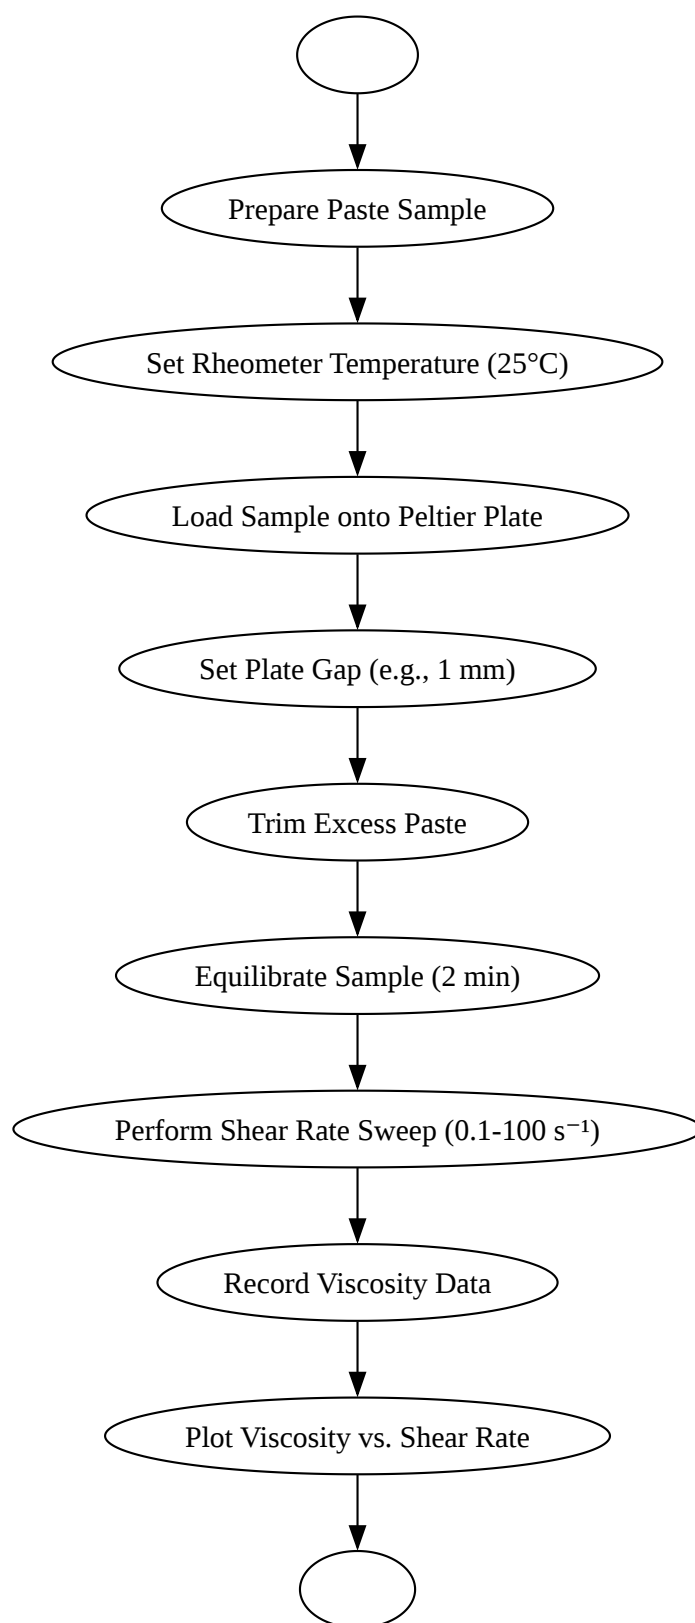 Prepare Paste Sample
Set Rheometer Temperature (25°C)
Load Sample onto Peltier Plate
Set Plate Gap (e.g., 1 mm)
Trim Excess Paste
Equilibrate Sample (2 min)
Perform Shear Rate Sweep (0.1-100 s⁻¹)
Record Viscosity Data
Plot Viscosity vs. Shear Rate